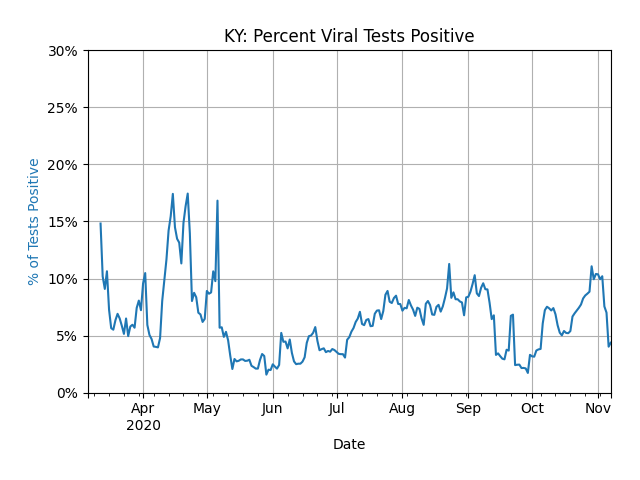 KY: Percent Viral Tests Positive
30%
25%
20%
15%
10%
5%
0%
% of Tests Positive
Apr May Jun Jul Aug Sep Oct Nov
2020
Date